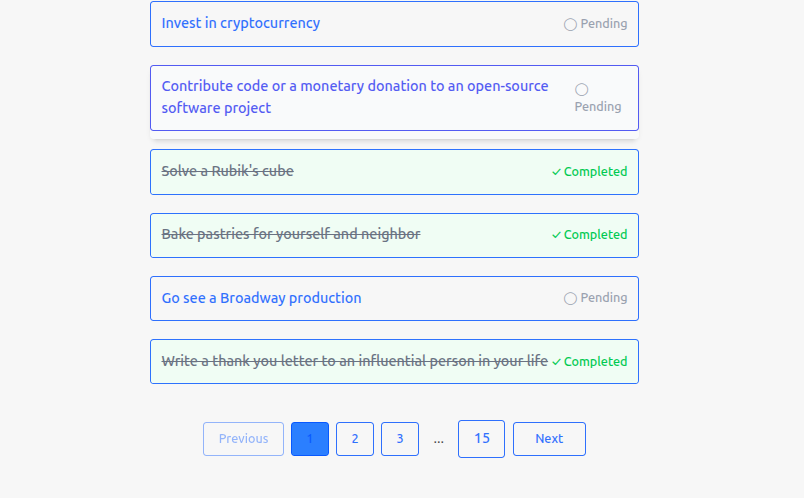 Invest in cryptocurrency
◯ Pending
Contribute code or a monetary donation to an open-source
software project
◯
Pending
Solve a Rubik's cube
✓ Completed
Bake pastries for yourself and neighbor
✓ Completed
Go see a Broadway production
◯ Pending
Write a thank you letter to an influential person in your life
✓ Completed
Previous 1 2 3 ... 15 Next